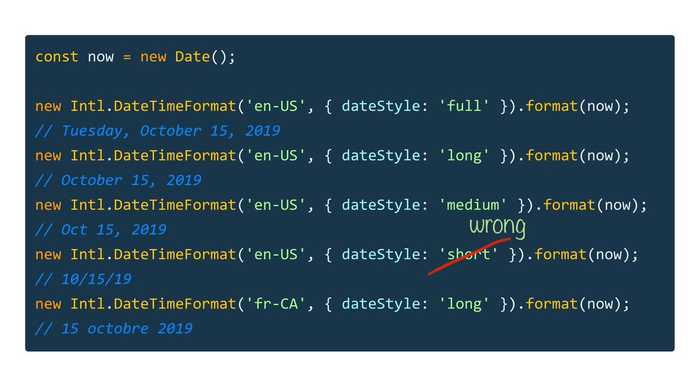 const now = new Date();
new Intl.DateTimeFormat('en-US', { dateStyle: 'full' }).format(now);
// Tuesday, October 15, 2019
new Intl.DateTimeFormat('en-US', { dateStyle: 'long' }).format(now);
// October 15, 2019
new Intl.DateTimeFormat('en-US', { dateStyle: 'medium' }).format(now);
// Oct 15, 2019
wrong
new Intl.DateTimeFormat('en-US', { dateStyle: 'short' }).format(now);
// 10/15/19
new Intl.DateTimeFormat('fr-CA', { dateStyle: 'long' }).format(now);
// 15 octobre 2019